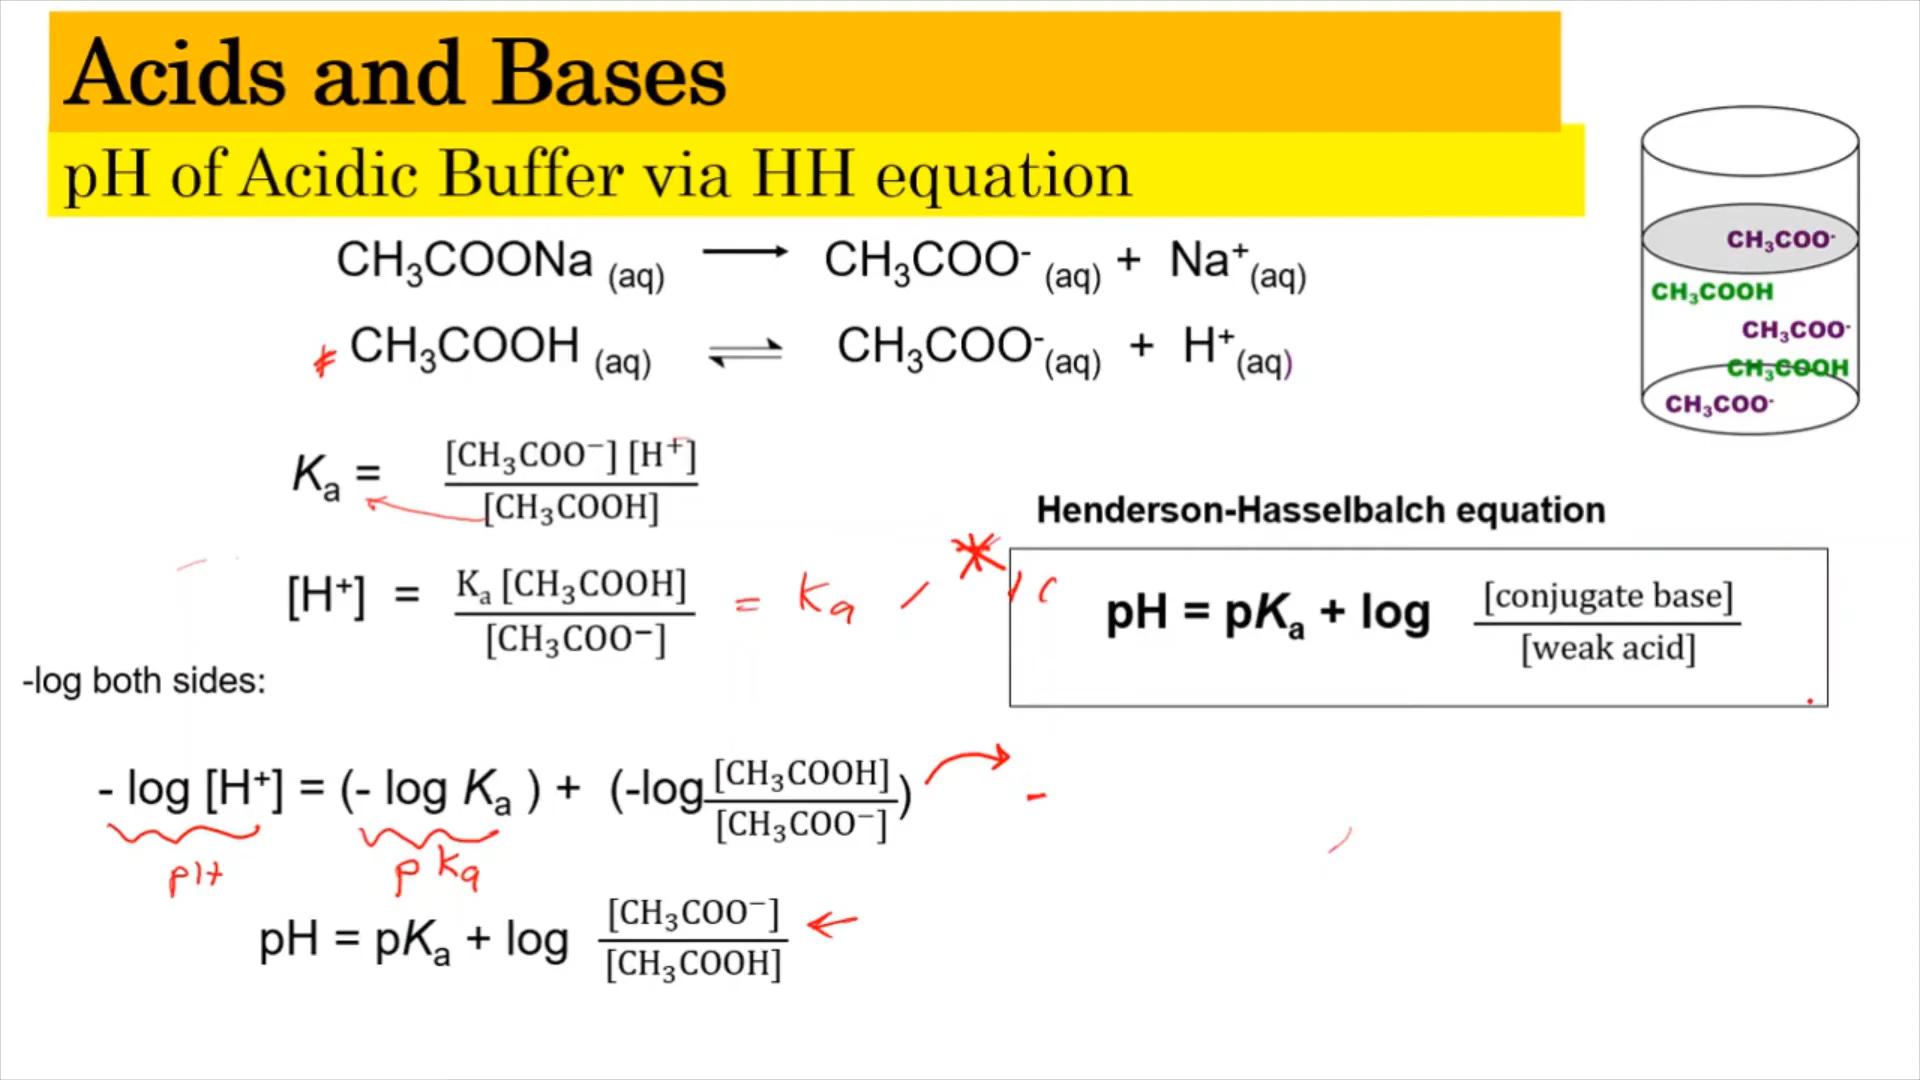 Acids and Bases
pH of Acidic Buffer via HH equation
CH₃COONa (aq) ⟶ CH₃COO⁻ (aq) + Na⁺(aq)
CH₃COOH (aq) ⇌ CH₃COO⁻(aq) + H⁺(aq)
CH₃COO⁻
CH₃COOH
CH₃COO⁻
CH₃COOH
CH₃COO⁻
Kₐ = [CH₃COO⁻] [H⁺] / [CH₃COOH]
[H⁺] = Kₐ [CH₃COOH] / [CH₃COO⁻] = Ka
Henderson-Hasselbalch equation
pH = pKₐ + log [conjugate base] / [weak acid]
-log both sides:
- log [H⁺] = (- log Kₐ ) + (-log [CH₃COOH] / [CH₃COO⁻]) -
pH pKa
pH = pKₐ + log [CH₃COO⁻] / [CH₃COOH]